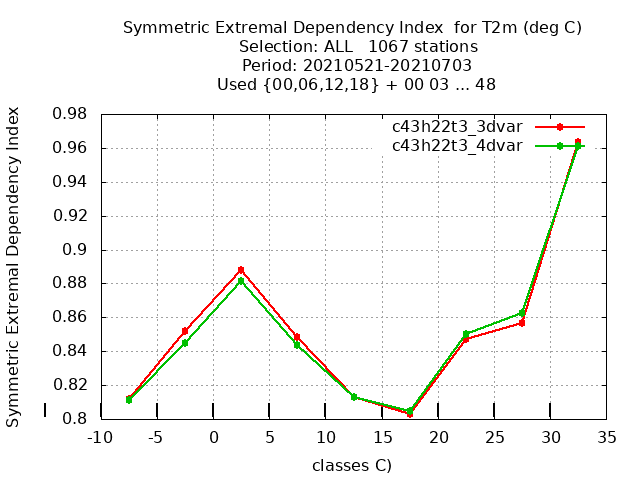 Symmetric Extremal Dependency Index  for T2m (deg C)
Selection: ALL   1067 stations
Period: 20210521-20210703
Used {00,06,12,18} + 00 03 ... 48
Symmetric Extremal Dependency Index
0.98
0.96
0.94
0.92
0.9
0.88
0.86
0.84
0.82
0.8
c43h22t3_3dvar
c43h22t3_4dvar
-10 -5 0 5 10 15 20 25 30 35
classes C)